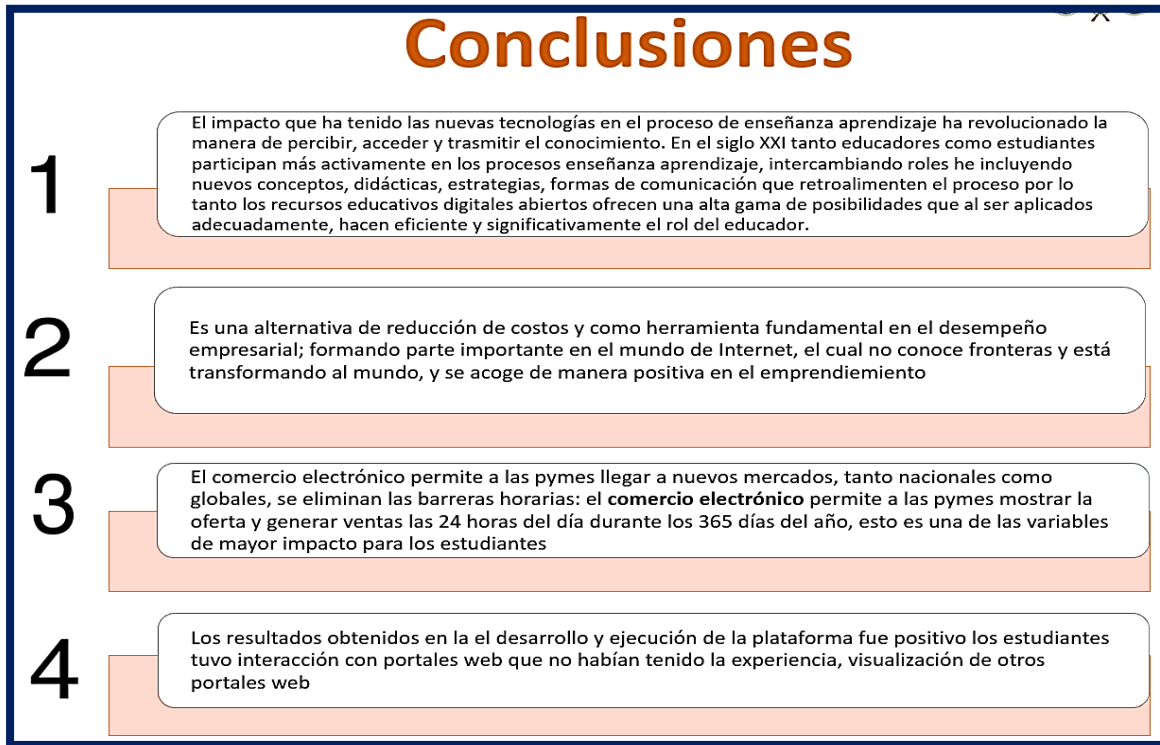 Conclusiones
1
El impacto que ha tenido las nuevas tecnologías en el proceso de enseñanza aprendizaje ha revolucionado la
manera de percibir, acceder y trasmitir el conocimiento. En el siglo XXI tanto educadores como estudiantes
participan más activamente en los procesos enseñanza aprendizaje, intercambiando roles he incluyendo
nuevos conceptos, didácticas, estrategias, formas de comunicación que retroalimenten el proceso por lo
tanto los recursos educativos digitales abiertos ofrecen una alta gama de posibilidades que al ser aplicados
adecuadamente, hacen eficiente y significativamente el rol del educador.
2
Es una alternativa de reducción de costos y como herramienta fundamental en el desempeño
empresarial; formando parte importante en el mundo de Internet, el cual no conoce fronteras y está
transformando al mundo, y se acoge de manera positiva en el emprendiemiento
3
El comercio electrónico permite a las pymes llegar a nuevos mercados, tanto nacionales como
globales, se eliminan las barreras horarias: el comercio electrónico permite a las pymes mostrar la
oferta y generar ventas las 24 horas del día durante los 365 días del año, esto es una de las variables
de mayor impacto para los estudiantes
4
Los resultados obtenidos en la el desarrollo y ejecución de la plataforma fue positivo los estudiantes
tuvo interacción con portales web que no habían tenido la experiencia, visualización de otros
portales web